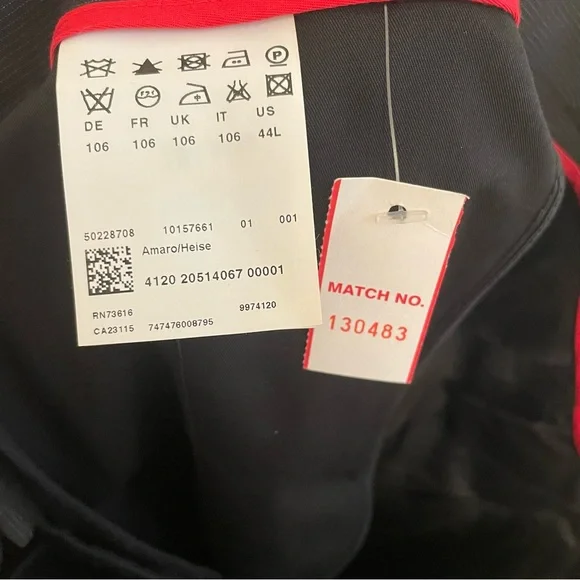 P
DE FR UK IT US
106 106 106 106 44L
50228708 10157661 01 001
Amaro/Heise
4120 20514067 00001
RN73616 9974120
CA23115 747476008795
MATCH NO.
130483